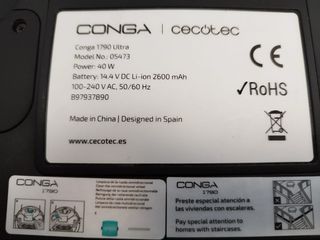 CONGA | cecotec
Conga 1790 Ultra
Model No.: 05473
Power: 40 W
Battery: 14.4 V DC Li-ion 2600 mAh
100-240 V AC, 50/60 Hz
B97937890
CE
✓RoHS
Made in China | Designed in Spain
www.cecotec.es
CONGA
1790
CONGA
1790
Preste especial atención a
las viviendas con escaleras.
Pay special attention to
homes with staircases.